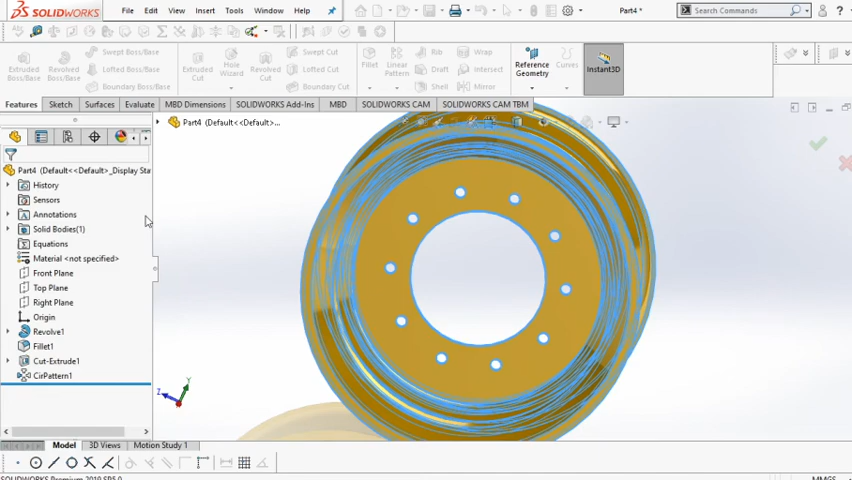 SOLIDWORKS File Edit View Insert Tools Window Help Part4 * Search Commands
Extruded Boss/Base Revolved Boss/Base Swept Boss/Base Lofted Boss/Base Boundary Boss/Base Extruded Cut Hole Wizard Revolved Cut Swept Cut Lofted Cut Boundary Cut Fillet Linear Pattern Rib Draft Shell Wrap Intersect Mirror Reference Geometry Curves Instant3D
Features Sketch Surfaces Evaluate MBD Dimensions SOLIDWORKS Add-Ins MBD SOLIDWORKS CAM SOLIDWORKS CAM TBM
Part4 (Default<<Default>...
Part4 (Default<<Default>_Display Sta
History
Sensors
Annotations
Solid Bodies(1)
Equations
Material <not specified>
Front Plane
Top Plane
Right Plane
Origin
Revolve1
Fillet1
Cut-Extrude1
CirPattern1
Y
Z
Model 3D Views Motion Study 1
SOLIDWORKS Premium 2019 SP5.0 MMGS